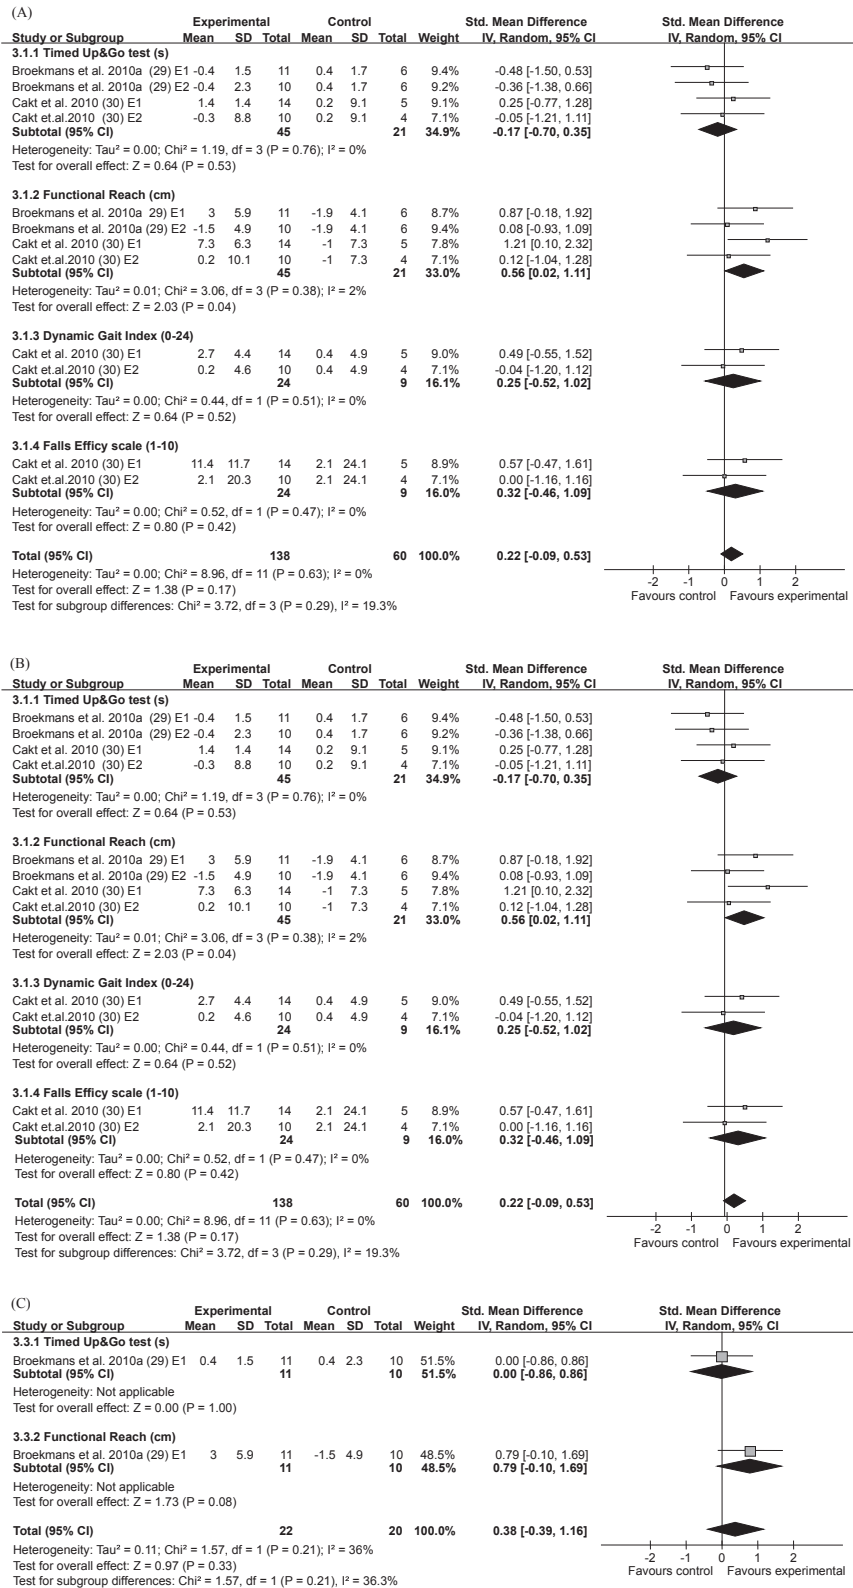 (A)
Experimental Control Std. Mean Difference Std. Mean Difference
Study or Subgroup Mean SD Total Mean SD Total Weight IV, Random, 95% CI IV, Random, 95% CI
3.1.1 Timed Up&Go test (s)
Broekmans et al. 2010a (29) E1 -0.4 1.5 11 0.4 1.7 6 9.4% -0.48 [-1.50, 0.53]
Broekmans et al. 2010a (29) E2 -0.4 2.3 10 0.4 1.7 6 9.4% -0.36 [-1.38, 0.66]
Cakt et al. 2010 (30) E1 1.4 1.4 14 0.2 9.1 5 9.1% 0.25 [-0.77, 1.28]
Cakt et.al.2010 (30) E2 -0.3 8.8 10 0.2 9.1 4 7.1% -0.05 [-1.21, 1.11]
Subtotal (95% CI) 45 21 34.9% -0.17 [-0.70, 0.35]
Heterogeneity: Tau² = 0.00; Chi² = 1.19, df = 3 (P = 0.76); I² = 0%
Test for overall effect: Z = 0.64 (P = 0.53)
3.1.2 Functional Reach (cm)
Broekmans et al. 2010a 29) E1 3 5.9 11 -1.9 4.1 6 8.7% 0.87 [-0.18, 1.92]
Broekmans et al. 2010a (29) E2 -1.5 4.9 10 -1.9 4.1 6 9.4% 0.08 [-0.93, 1.09]
Cakt et al. 2010 (30) E1 7.3 6.3 14 -1 7.3 5 7.8% 1.21 [0.10, 2.32]
Cakt et.al.2010 (30) E2 0.2 10.1 10 -1 7.3 4 7.1% 0.12 [-1.04, 1.28]
Subtotal (95% CI) 45 21 33.0% 0.56 [0.02, 1.11]
Heterogeneity: Tau² = 0.01; Chi² = 3.06, df = 3 (P = 0.38); I² = 2%
Test for overall effect: Z = 2.03 (P = 0.04)
3.1.3 Dynamic Gait Index (0-24)
Cakt et al. 2010 (30) E1 2.7 4.4 14 0.4 4.9 5 9.0% 0.49 [-0.55, 1.52]
Cakt et.al.2010 (30) E2 0.2 4.6 10 0.4 4.9 4 7.1% -0.04 [-1.20, 1.12]
Subtotal (95% CI) 24 9 16.1% 0.25 [-0.52, 1.02]
Heterogeneity: Tau² = 0.00; Chi² = 0.44, df = 1 (P = 0.51); I² = 0%
Test for overall effect: Z = 0.64 (P = 0.52)
3.1.4 Falls Efficy scale (1-10)
Cakt et.al. 2010 (30) E1 11.4 11.7 14 2.1 24.1 5 8.9% 0.57 [-0.47, 1.61]
Cakt et.al.2010 (30) E2 2.1 20.3 10 2.1 24.1 4 7.1% 0.00 [-1.16, 1.16]
Subtotal (95% CI) 24 9 16.0% 0.32 [-0.46, 1.09]
Heterogeneity: Tau² = 0.00; Chi² = 0.52, df = 1 (P = 0.47); I² = 0%
Test for overall effect: Z = 0.80 (P = 0.42)
Total (95% CI) 138 60 100.0% 0.22 [-0.09, 0.53]
Heterogeneity: Tau² = 0.00; Chi² = 8.96, df = 11 (P = 0.63); I² = 0%
-2 -1 0 1 2
Test for overall effect: Z = 1.38 (P = 0.17)
Favours control Favours experimental
Test for subgroup differences: Chi² = 3.72, df = 3 (P = 0.29), I² = 19.3%
(B)
Experimental Control Std. Mean Difference Std. Mean Difference
Study or Subgroup Mean SD Total Mean SD Total Weight IV, Random, 95% CI IV, Random, 95% CI
3.1.1 Timed Up&Go test (s)
Broekmans et al. 2010a (29) E1 -0.4 1.5 11 0.4 1.7 6 9.4% -0.48 [-1.50, 0.53]
Broekmans et al. 2010a (29) E2 -0.4 2.3 10 0.4 1.7 6 9.4% -0.36 [-1.38, 0.66]
Cakt et.al.2010 (30) E1 1.4 1.4 14 0.2 9.1 5 9.1% 0.25 [-0.77, 1.28]
Cakt et.al.2010 (30) E2 -0.3 8.8 10 0.2 9.1 4 7.1% -0.05 [-1.21, 1.11]
Subtotal (95% CI) 45 21 34.9% -0.17 [-0.70, 0.35]
Heterogeneity: Tau² = 0.00; Chi² = 1.19, df = 3 (P = 0.76); I² = 0%
Test for overall effect: Z = 0.64 (P = 0.53)
3.1.2 Functional Reach (cm)
Broekmans et al. 2010a 29) E1 3 5.9 11 -1.9 4.1 6 8.7% 0.87 [-0.18, 1.92]
Broekmans et al. 2010a (29) E2 -1.5 4.9 10 -1.9 4.1 6 9.4% 0.08 [-0.93, 1.09]
Cakt et.al. 2010 (30) E1 7.3 6.3 14 -1 7.3 5 7.8% 1.21 [0.10, 2.32]
Cakt et.al.2010 (30) E2 0.2 10.1 10 -1 7.3 4 7.1% 0.12 [-1.04, 1.28]
Subtotal (95% CI) 45 21 33.0% 0.56 [0.02, 1.11]
Heterogeneity: Tau² = 0.01; Chi² = 3.06, df = 3 (P = 0.38); I² = 2%
Test for overall effect: Z = 2.03 (P = 0.04)
3.1.3 Dynamic Gait Index (0-24)
Cakt et.al. 2010 (30) E1 2.7 4.4 14 0.4 4.9 5 9.0% 0.49 [-0.55, 1.52]
Cakt et.al.2010 (30) E2 0.2 4.6 10 0.4 4.9 4 7.1% -0.04 [-1.20, 1.12]
Subtotal (95% CI) 24 9 16.1% 0.25 [-0.52, 1.02]
Heterogeneity: Tau² = 0.00; Chi² = 0.44, df = 1 (P = 0.51); I² = 0%
Test for overall effect: Z = 0.64 (P = 0.52)
3.1.4 Falls Efficy scale (1-10)
Cakt et.al. 2010 (30) E1 11.4 11.7 14 2.1 24.1 5 8.9% 0.57 [-0.47, 1.61]
Cakt et.al.2010 (30) E2 2.1 20.3 10 2.1 24.1 4 7.1% 0.00 [-1.16, 1.16]
Subtotal (95% CI) 24 9 16.0% 0.32 [-0.46, 1.09]
Heterogeneity: Tau² = 0.00; Chi² = 0.52, df = 1 (P = 0.47); I² = 0%
Test for overall effect: Z = 0.80 (P = 0.42)
Total (95% CI) 138 60 100.0% 0.22 [-0.09, 0.53]
Heterogeneity: Tau² = 0.00; Chi² = 8.96, df = 11 (P = 0.63); I² = 0%
-2 -1 0 1 2
Test for overall effect: Z = 1.38 (P = 0.17)
Favours control Favours experimental
Test for subgroup differences: Chi² = 3.72, df = 3 (P = 0.29), I² = 19.3%
(C)
Experimental Control Std. Mean Difference Std. Mean Difference
Study or Subgroup Mean SD Total Mean SD Total Weight IV, Random, 95% CI IV, Random, 95% CI
3.3.1 Timed Up&Go test (s)
Broekmans et al. 2010a (29) E1 0.4 1.5 11 0.4 2.3 10 51.5% 0.00 [-0.86, 0.86]
Subtotal (95% CI) 11 10 51.5% 0.00 [-0.86, 0.86]
Heterogeneity: Not applicable
Test for overall effect: Z = 0.00 (P = 1.00)
3.3.2 Functional Reach (cm)
Broekmans et al. 2010a (29) E1 3 5.9 11 -1.5 4.9 10 48.5% 0.79 [-0.10, 1.69]
Subtotal (95% CI) 11 10 48.5% 0.79 [-0.10, 1.69]
Heterogeneity: Not applicable
Test for overall effect: Z = 1.73 (P = 0.08)
Total (95% CI) 22 20 100.0% 0.38 [-0.39, 1.16]
Heterogeneity: Tau² = 0.11; Chi² = 1.57, df = 1 (P = 0.21); I² = 36%
-2 -1 0 1 2
Test for overall effect: Z = 0.97 (P = 0.33)
Favours control Favours experimental
Test for subgroup differences: Chi² = 1.57, df = 1 (P = 0.21), I² = 36.3%